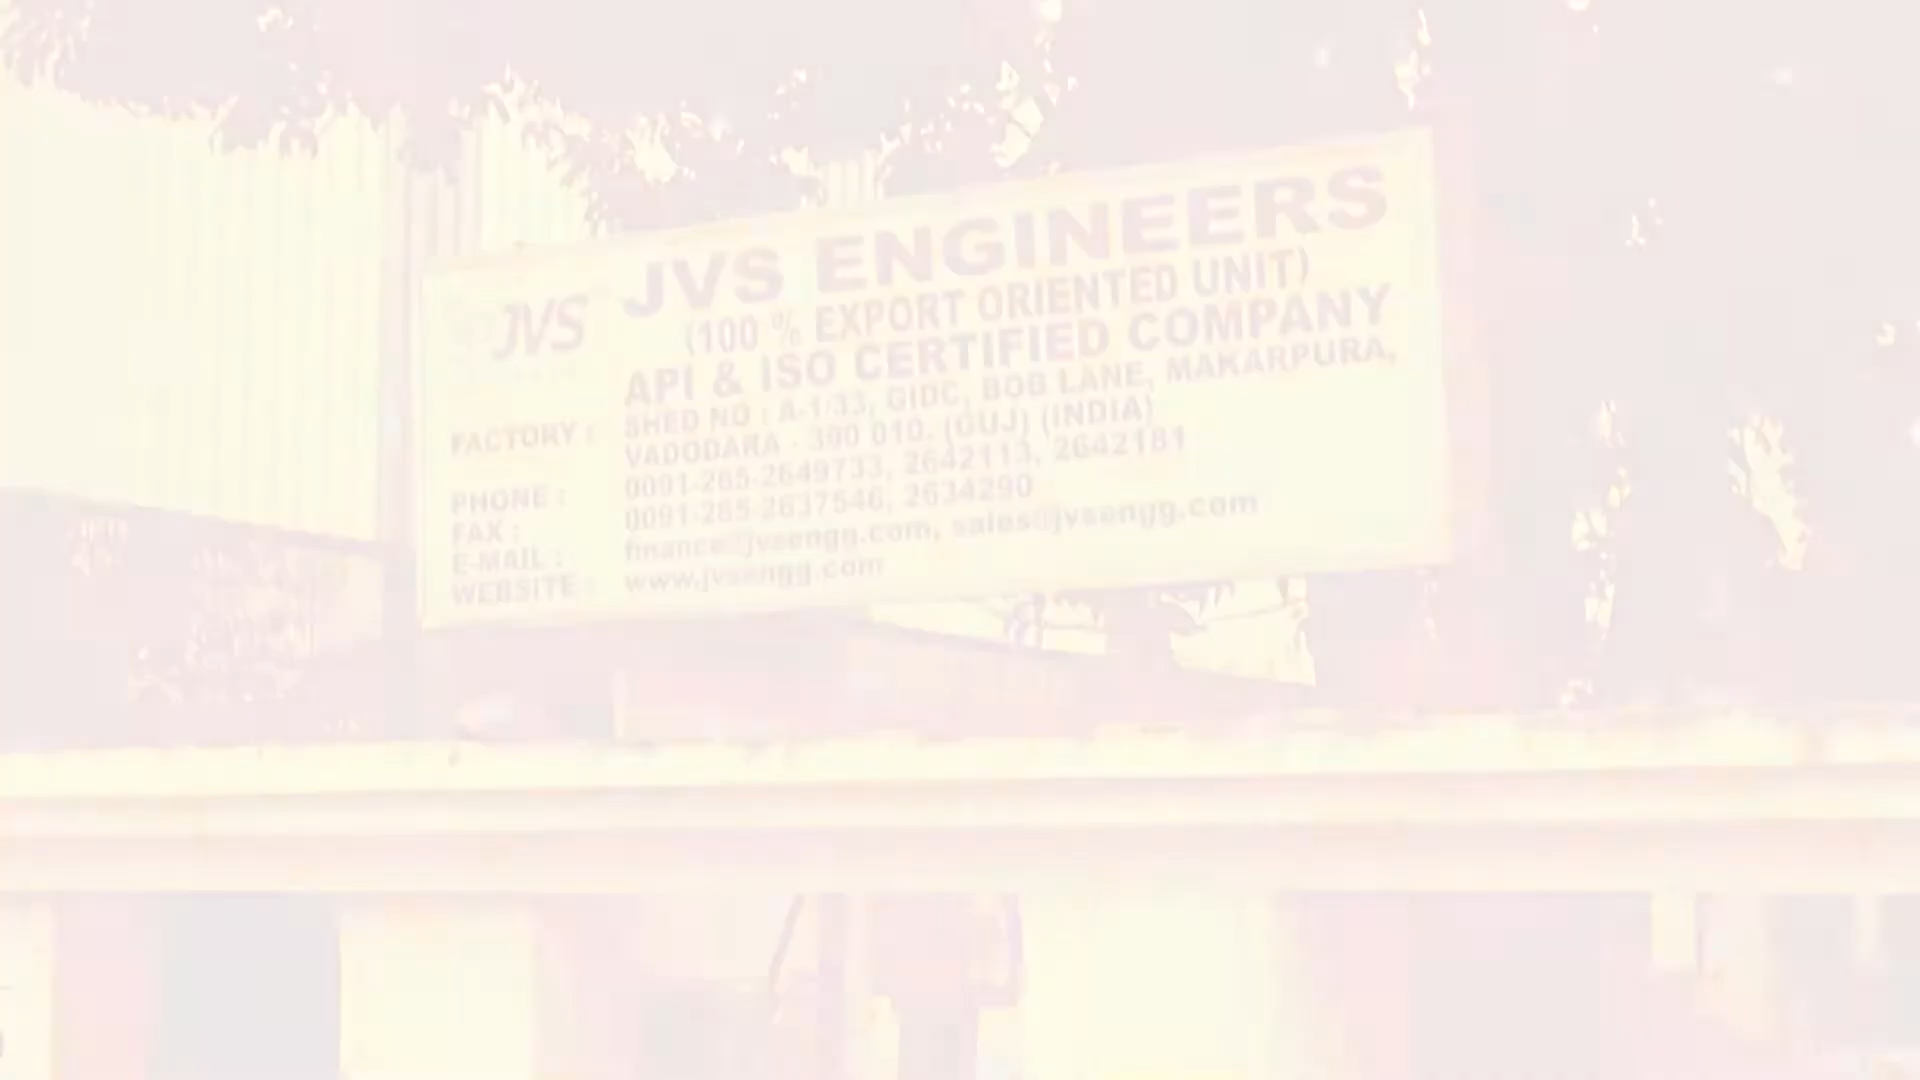 JVS
JVS ENGINEERS
(100 % EXPORT ORIENTED UNIT)
API & ISO CERTIFIED COMPANY
FACTORY : SHED NO : A-1/33, GIDC, BOB LANE, MAKARPURA,
VADODARA - 390 010. (GUJ) (INDIA)
PHONE : 0091-265-2649733, 2642113, 2642181
FAX : 0091-265-2637546, 2634290
E-MAIL : finance@jvsengg.com, sales@jvsengg.com
WEBSITE : www.jvsengg.com